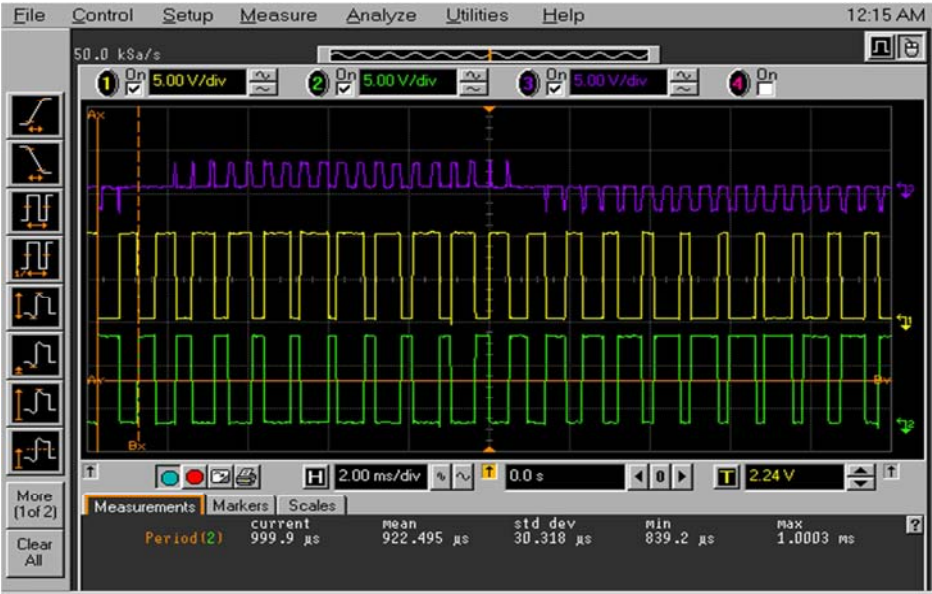 File Control Setup Measure Analyze Utilities Help 12:15 AM
50.0 kSa/s
1 On 5.00 V/div 2 On 5.00 V/div 3 On 5.00 V/div 4 On
Ax
1
Bx
2
H 2.00 ms/div 0.0 s 0 T 2.24 V
More
(1of 2)
Clear
All
Measurements Markers Scales
current mean std dev min max
Period(2) 999.9 µs 922.495 µs 30.318 µs 839.2 µs 1.0003 ms
?